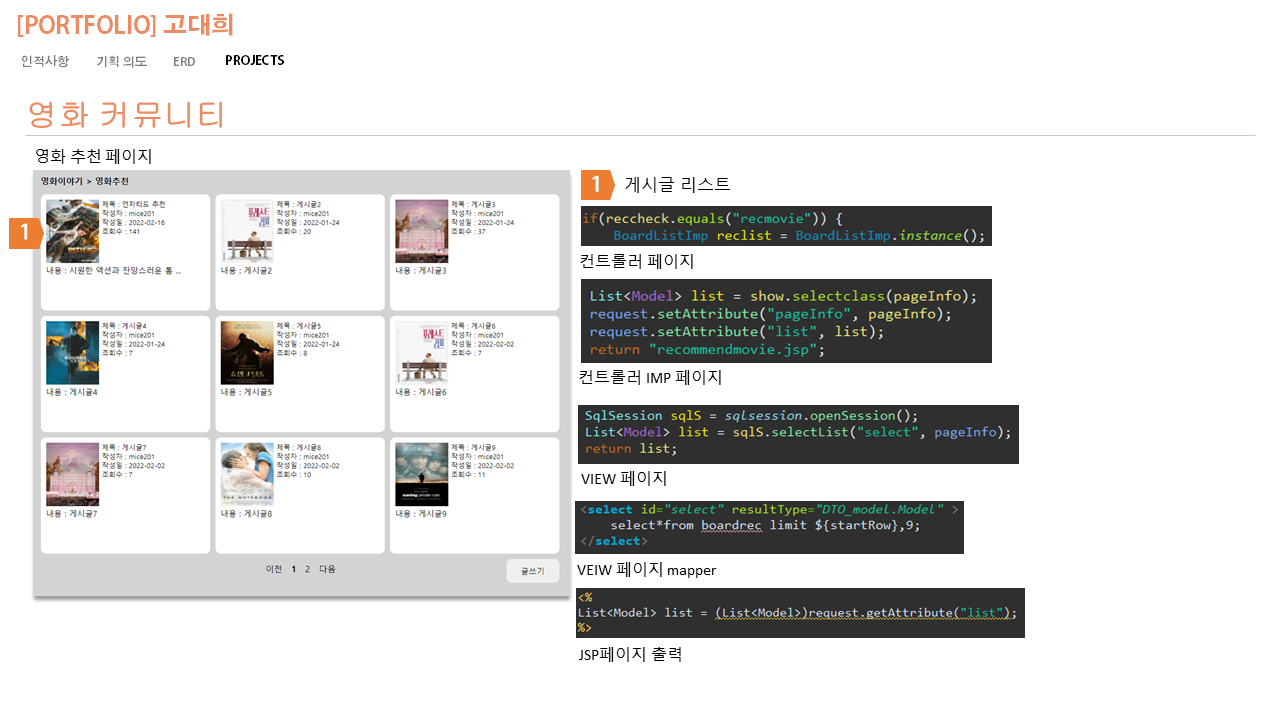 [PORTFOLIO] 고대희
인적사항 기획 의도 ERD PROJECTS
영화 커뮤니티
영화 추천 페이지
영화이야기 > 영화추천
1
제목 : 언차티드 추천
작성자 : mice201
작성일 : 2022-02-16
조회수 : 141
내용 : 시원한 액션과 잔망스러운 톰 ...
제목 : 게시글2
작성자 : mice201
작성일 : 2022-01-24
조회수 : 20
내용 : 게시글2
제목 : 게시글3
작성자 : mice201
작성일 : 2022-01-24
조회수 : 37
내용 : 게시글3
제목 : 게시글4
작성자 : mice201
작성일 : 2022-01-24
조회수 : 7
내용 : 게시글4
제목 : 게시글5
작성자 : mice201
작성일 : 2022-01-24
조회수 : 8
내용 : 게시글5
제목 : 게시글6
작성자 : mice201
작성일 : 2022-02-02
조회수 : 7
내용 : 게시글6
제목 : 게시글7
작성자 : mice201
작성일 : 2022-02-02
조회수 : 7
내용 : 게시글7
THE NOTEBOOK
제목 : 게시글8
작성자 : mice201
작성일 : 2022-02-02
조회수 : 10
내용 : 게시글8
saving private ryan
제목 : 게시글9
작성자 : mice201
작성일 : 2022-02-02
조회수 : 11
내용 : 게시글9
이전 1 2 다음
글쓰기
1 게시글 리스트
if(reccheck.equals("recmovie")) {
BoardListImp reclist = BoardListImp.instance();
컨트롤러 페이지
List<Model> list = show.selectclass(pageInfo);
request.setAttribute("pageInfo", pageInfo);
request.setAttribute("list", list);
return "recommendmovie.jsp";
컨트롤러 IMP 페이지
SqlSession sqlS = sqlsession.openSession();
List<Model> list = sqlS.selectList("select", pageInfo);
return list;
VIEW 페이지
<select id="select" resultType="DTO_model.Model" >
select*from boardrec limit ${startRow},9;
</select>
VEIW 페이지 mapper
<%
List<Model> list = (List<Model>)request.getAttribute("list");
%>
JSP페이지 출력